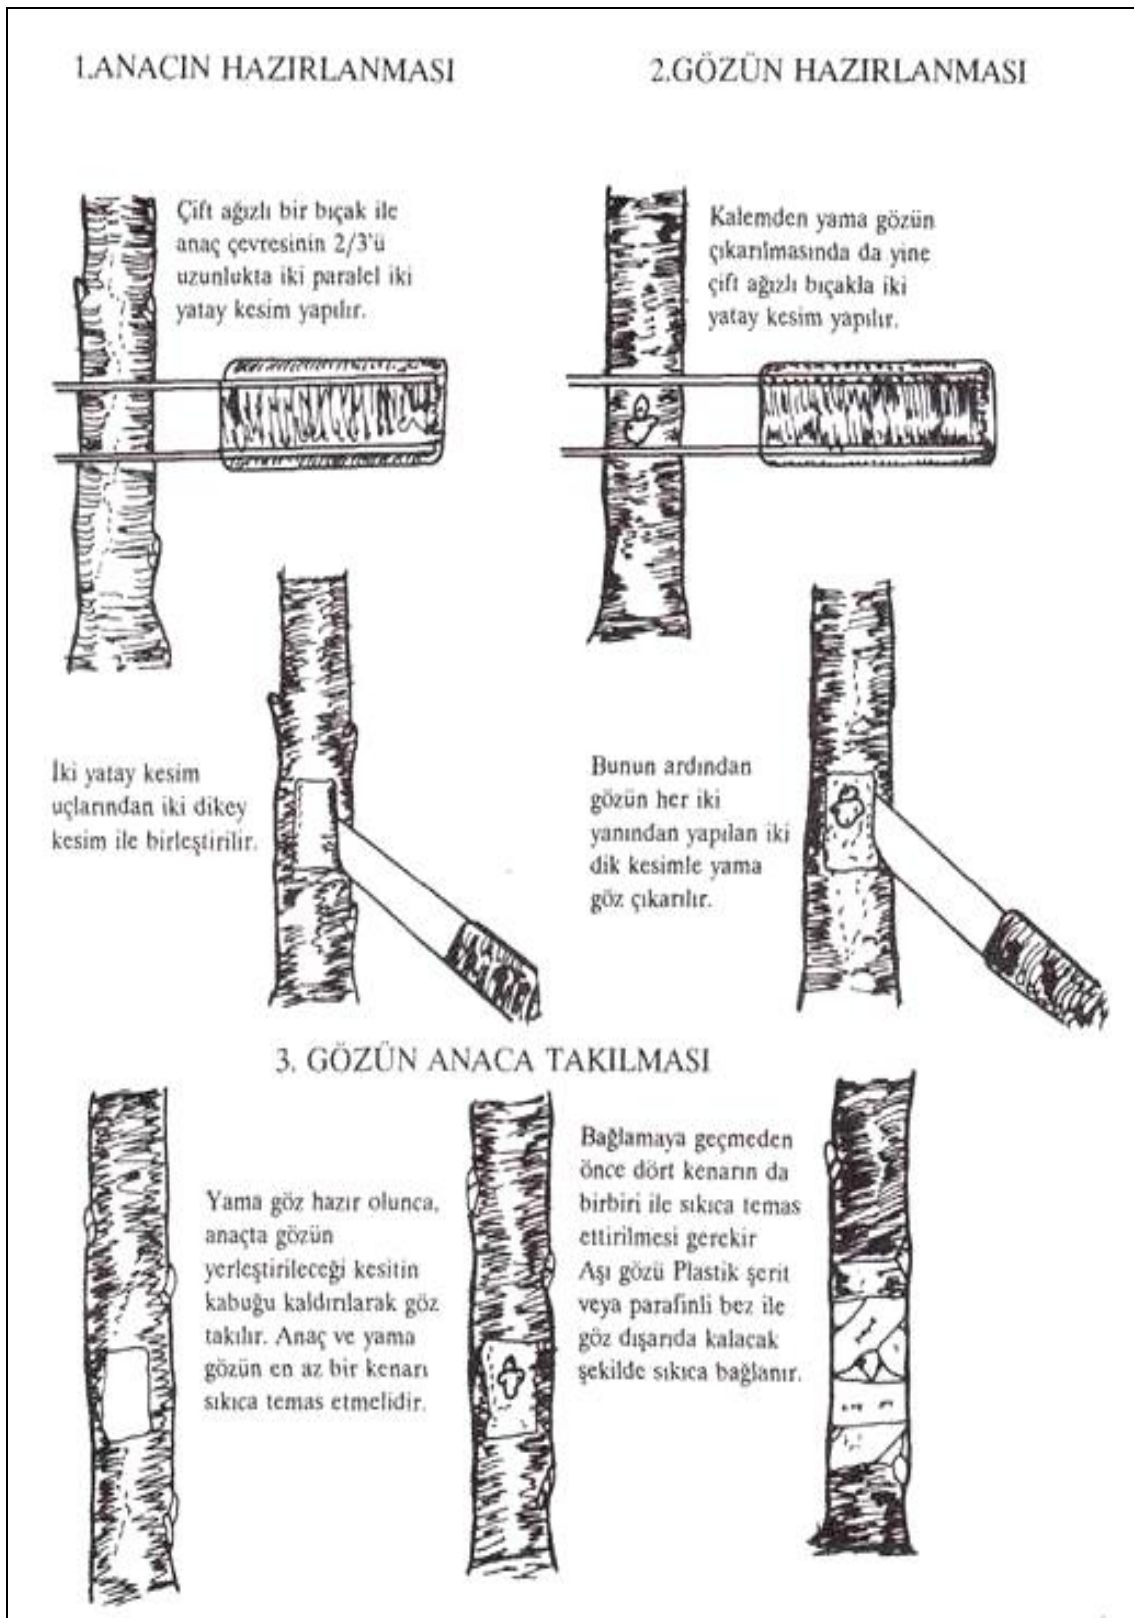 1.ANACIN HAZIRLANMASI
Çift ağızlı bir bıçak ile
anaç çevresinin 2/3'ü
uzunlukta iki paralel iki
yatay kesim yapılır.
İki yatay kesim
uçlarından iki dikey
kesim ile birleştirilir.
2.GÖZÜN HAZIRLANMASI
Kalemden yama gözün
çıkarılmasında da yine
çift ağızlı bıçakla iki
yatay kesim yapılır.
Bunun ardından
gözün her iki
yanından yapılan iki
dik kesimle yama
göz çıkarılır.
3. GÖZÜN ANACA TAKILMASI
Yama göz hazır olunca,
anaçta gözün
yerleştirileceği kesitin
kabuğu kaldırılarak göz
takılır. Anaç ve yama
gözün en az bir kenarı
sıkıca temas etmelidir.
Bağlamaya geçmeden
önce dört kenarın da
birbiri ile sıkıca temas
ettirilmesi gerekir
Aşı gözü Plastik şerit
veya parafinli bez ile
göz dışarıda kalacak
şekilde sıkıca bağlanır.